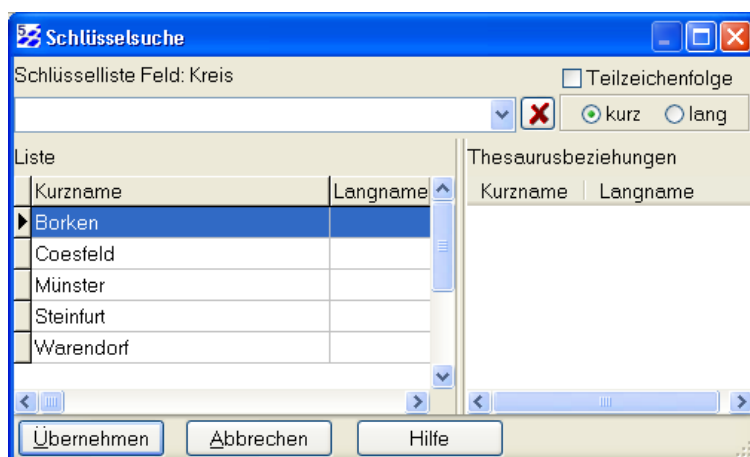 Schlüsselsuche
Schlüsselliste Feld: Kreis
Teilzeichenfolge
kurz lang
Liste
Thesaurusbeziehungen
Kurzname Langname
Kurzname Langname
Borken
Coesfeld
Münster
Steinfurt
Warendorf
Übernehmen Abbrechen Hilfe